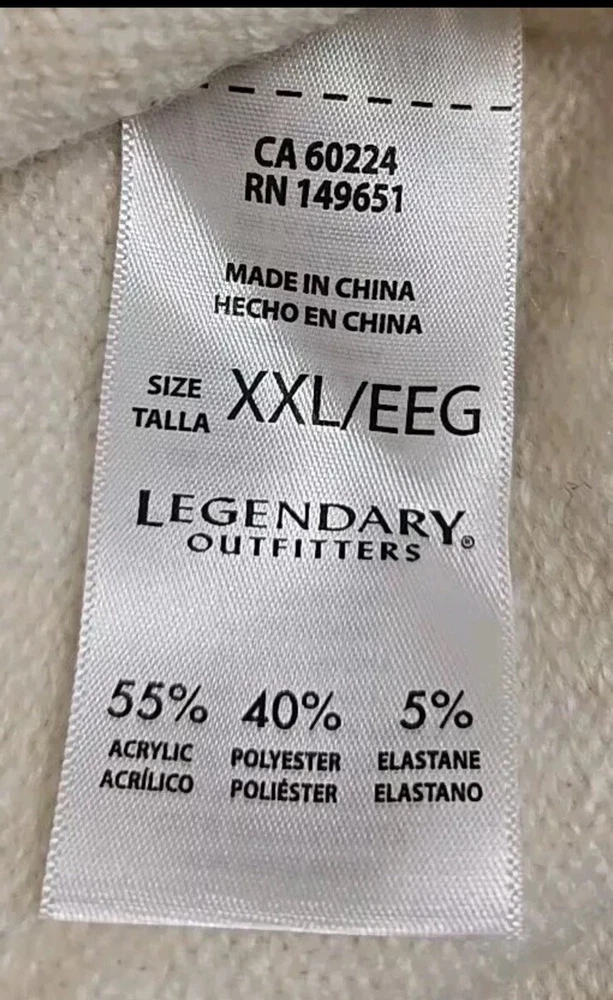 CA 60224
RN 149651
MADE IN CHINA
HECHO EN CHINA
SIZE
TALLA
XXL/EEG
LEGENDARY®
OUTFITTERS
55% 40% 5%
ACRYLIC POLYESTER ELASTANE
ACRÍLICO POLIÉSTER ELASTANO